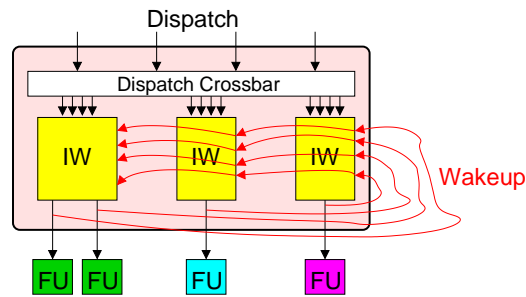 Dispatch
Dispatch Crossbar
IW IW IW
Wakeup
FU FU FU FU